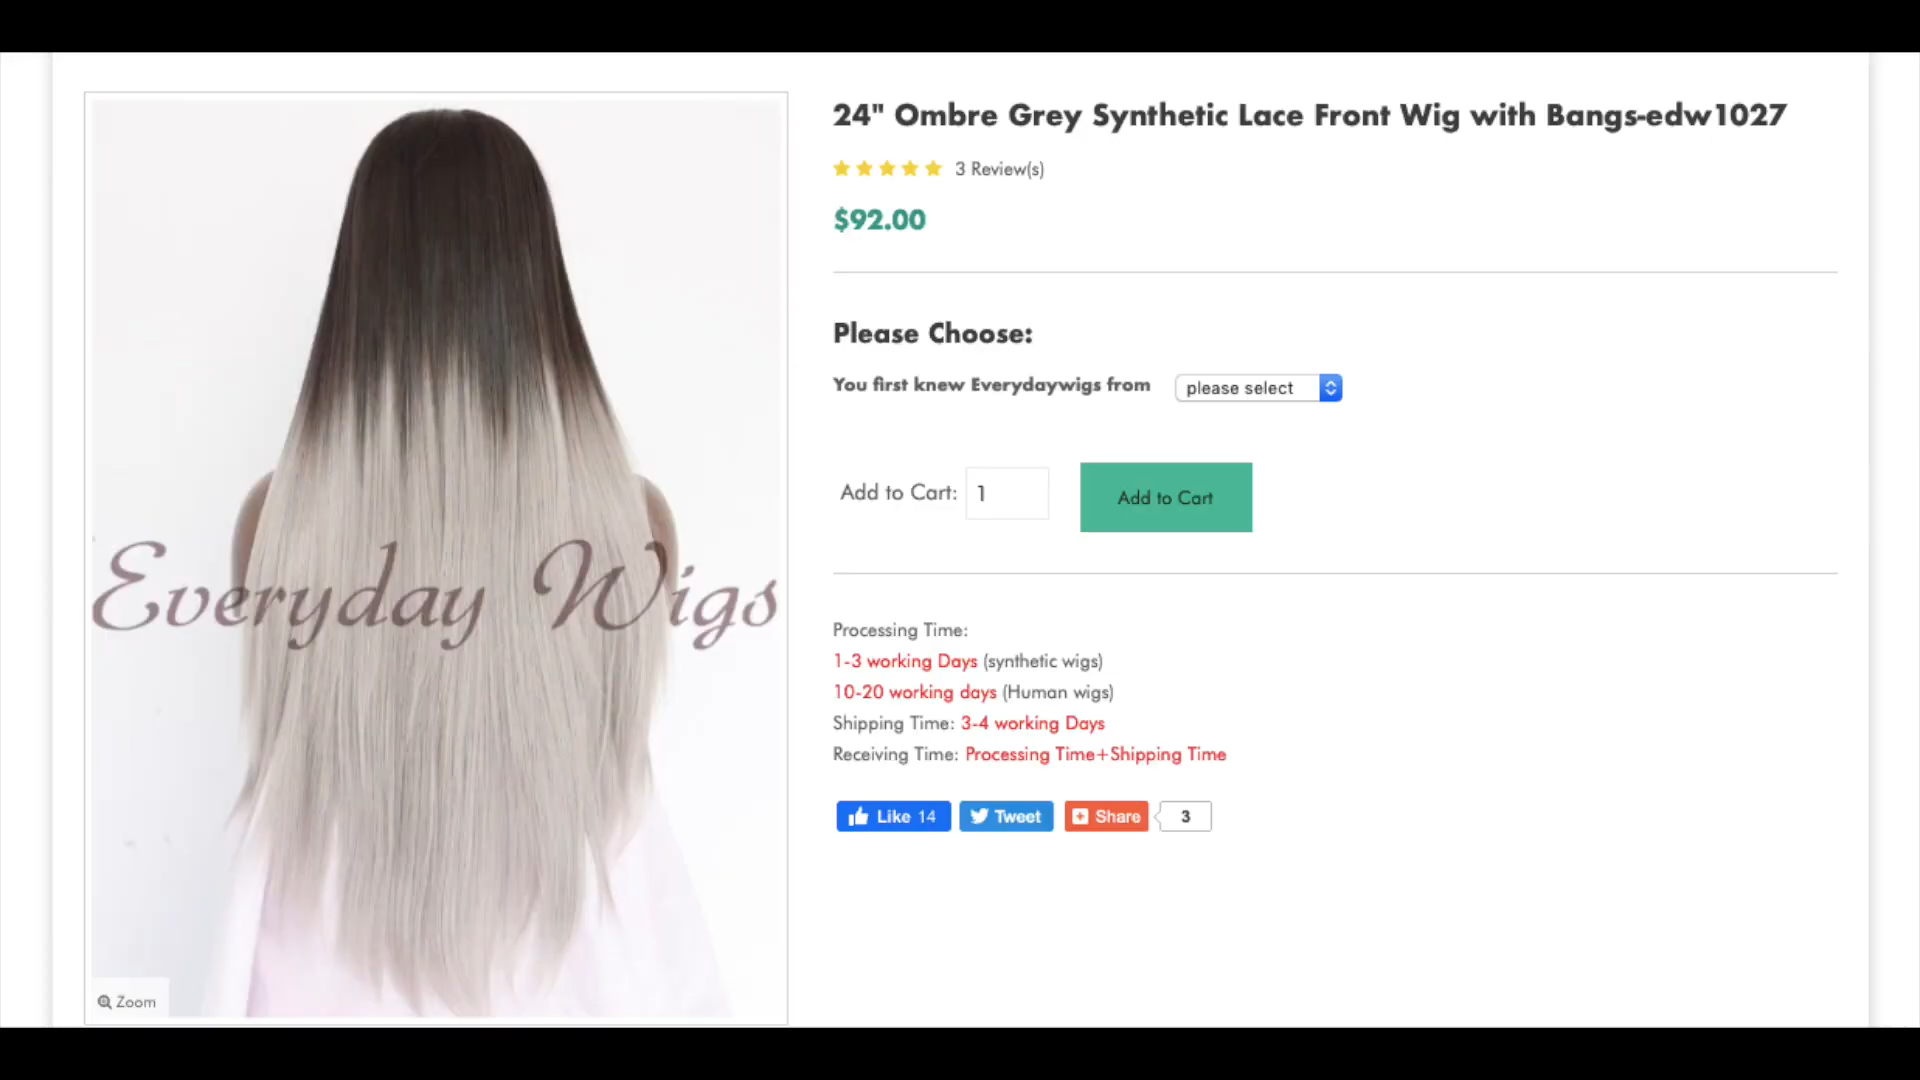 24" Ombre Grey Synthetic Lace Front Wig with Bangs-edw1027
3 Review(s)
$92.00
Please Choose:
You first knew Everydaywigs from please select
Add to Cart: 1 Add to Cart
Everyday Wigs
Processing Time:
1-3 working Days (synthetic wigs)
10-20 working days (Human wigs)
Shipping Time: 3-4 working Days
Receiving Time: Processing Time+Shipping Time
Like 14 Tweet Share 3
Zoom